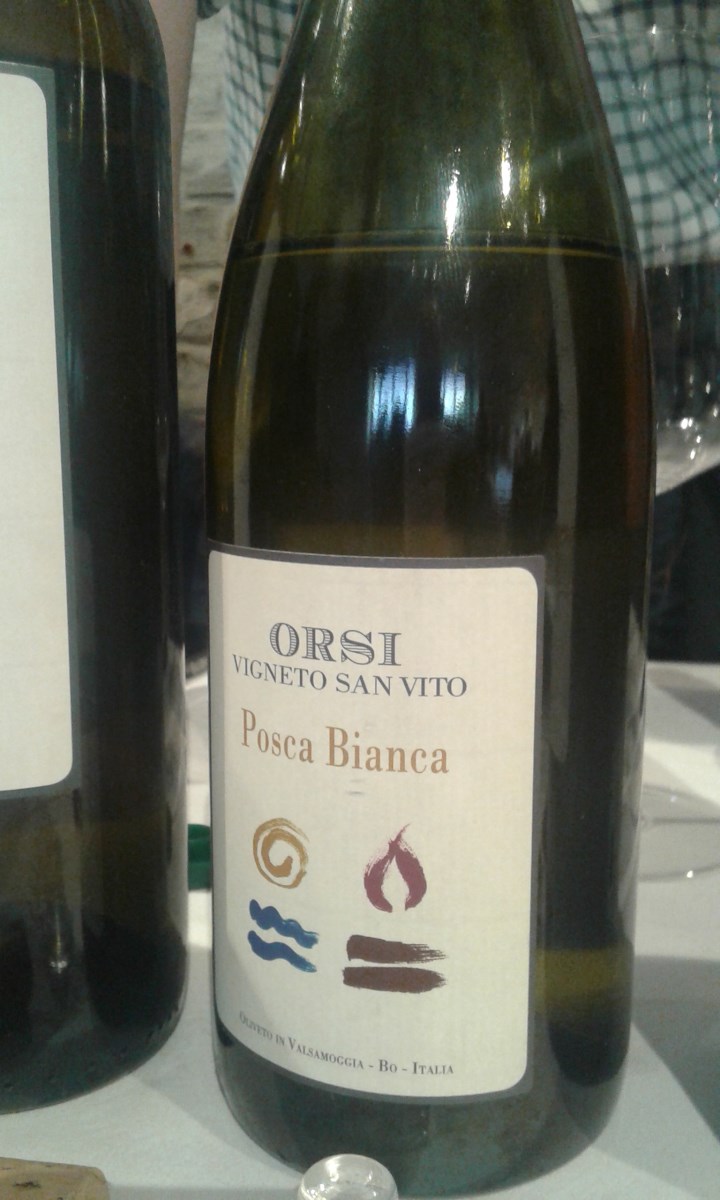 ORSI
VIGNETO SAN VITO
Posca Bianca
Oliveto in Valsamoggia - Bo - Italia